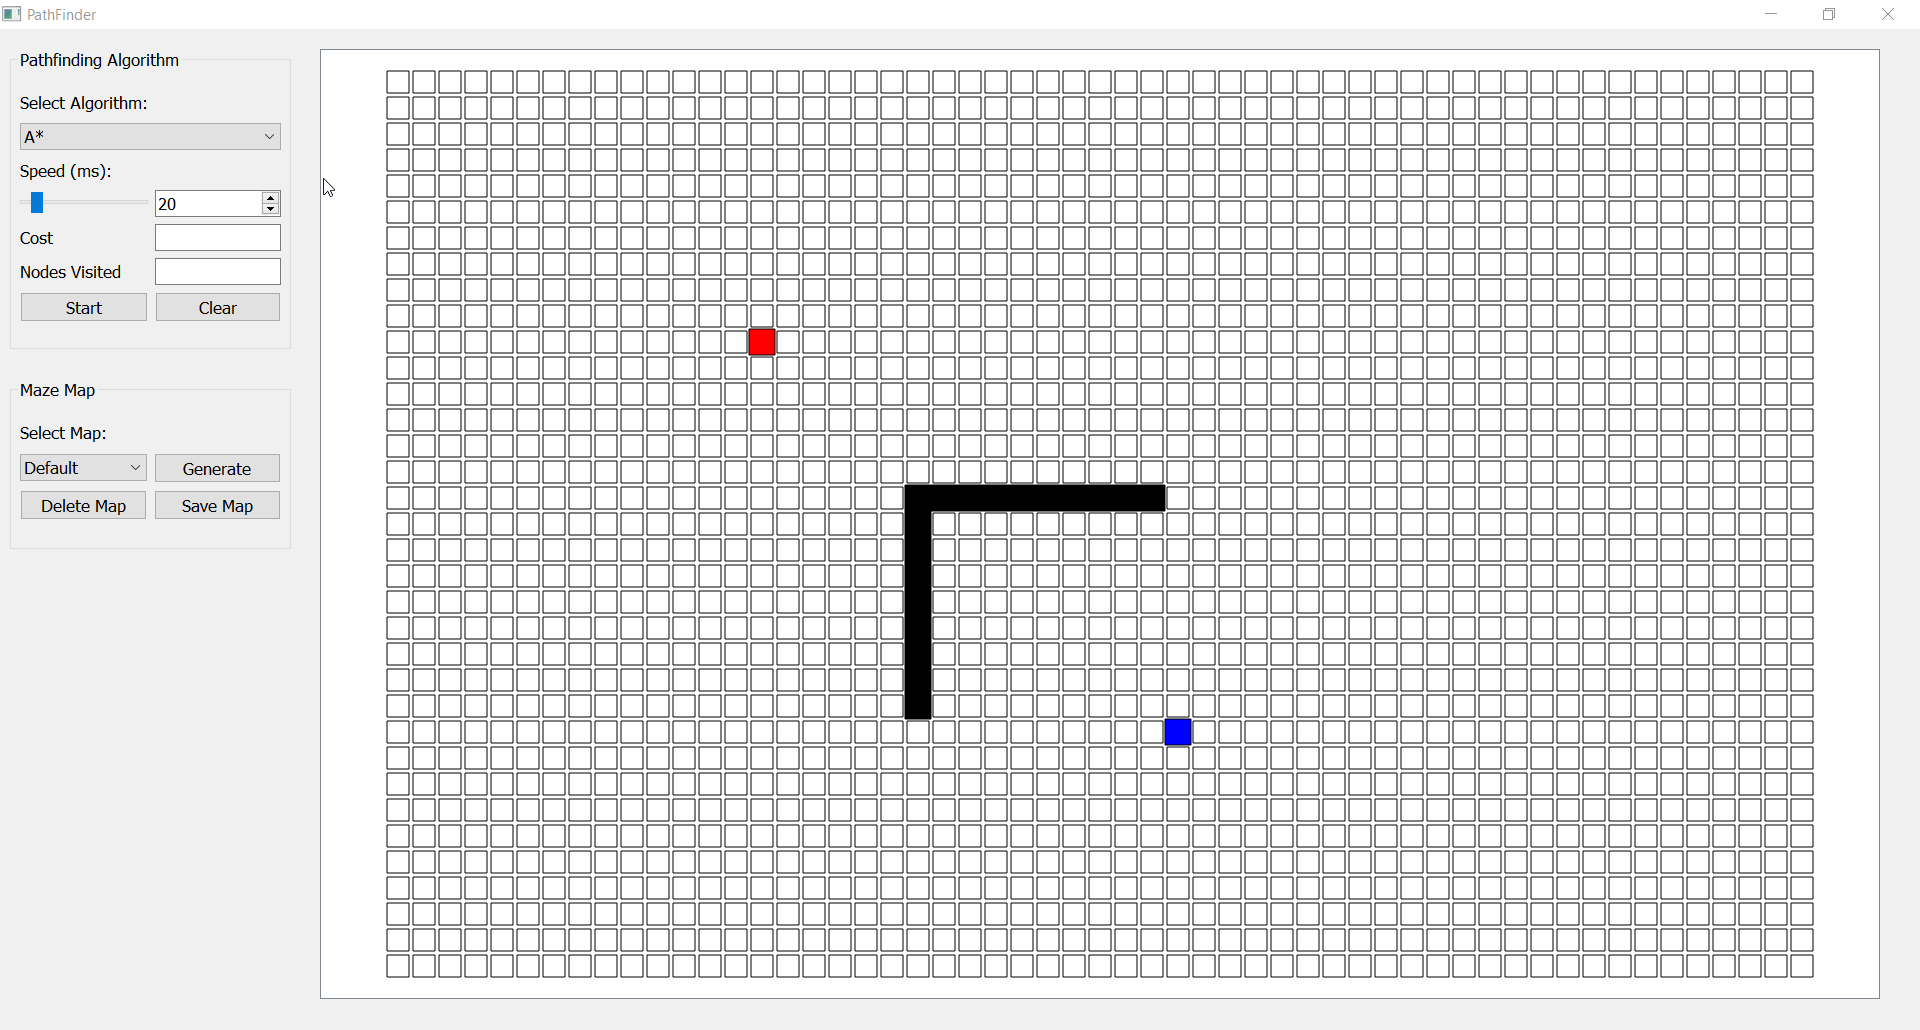 PathFinder
Pathfinding Algorithm
Select Algorithm:
A*
Speed (ms):
20
Cost
Nodes Visited
Start Clear
Maze Map
Select Map:
Default Generate
Delete Map Save Map